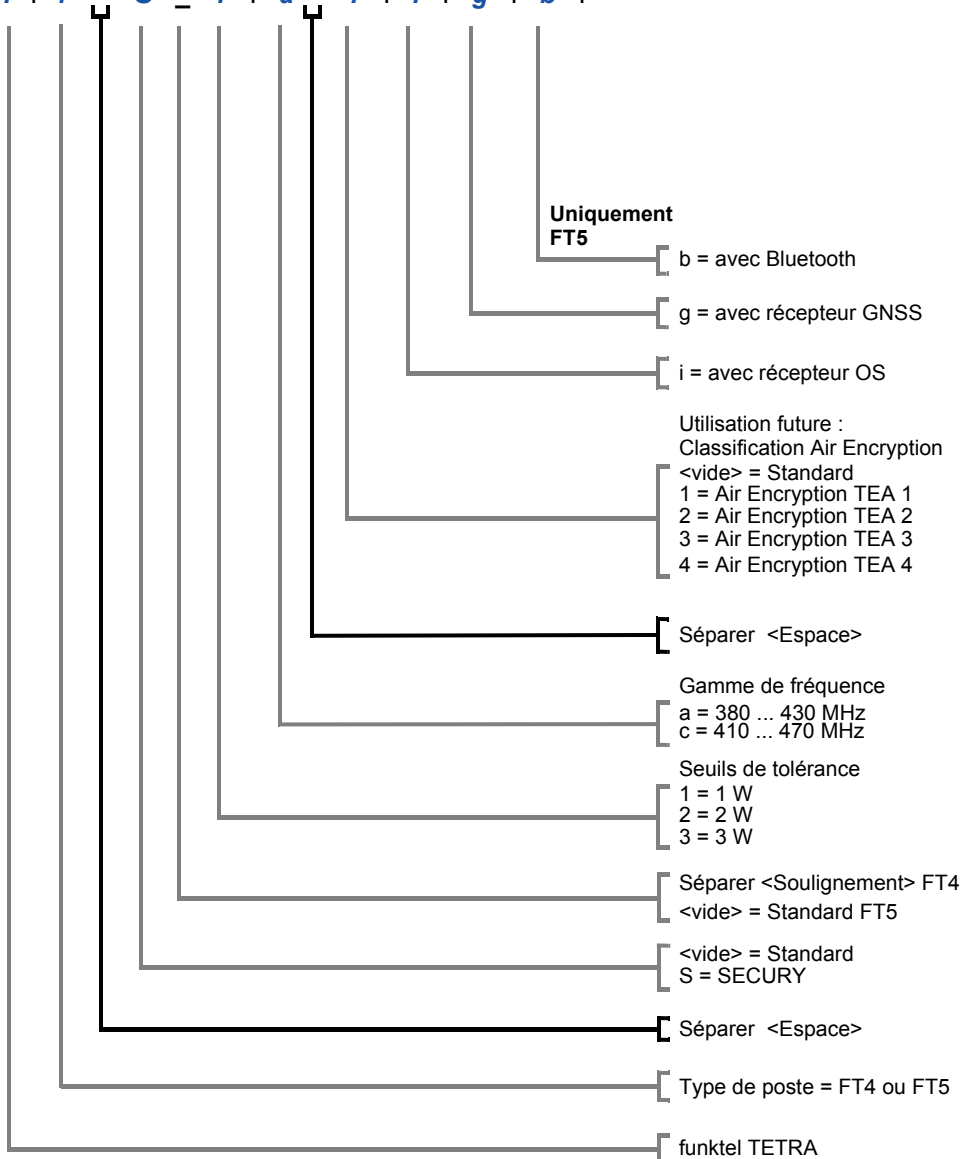 Uniquement
FT5
b = avec Bluetooth
g = avec récepteur GNSS
i = avec récepteur OS
Utilisation future :
Classification Air Encryption
<vide> = Standard
1 = Air Encryption TEA 1
2 = Air Encryption TEA 2
3 = Air Encryption TEA 3
4 = Air Encryption TEA 4
Séparer <Espace>
Gamme de fréquence
a = 380 ... 430 MHz
c = 410 ... 470 MHz
Seuils de tolérance
1 = 1 W
2 = 2 W
3 = 3 W
Séparer <Soulignement> FT4
<vide> = Standard FT5
<vide> = Standard
S = SECURY
Séparer <Espace>
Type de poste = FT4 ou FT5
funktel TETRA